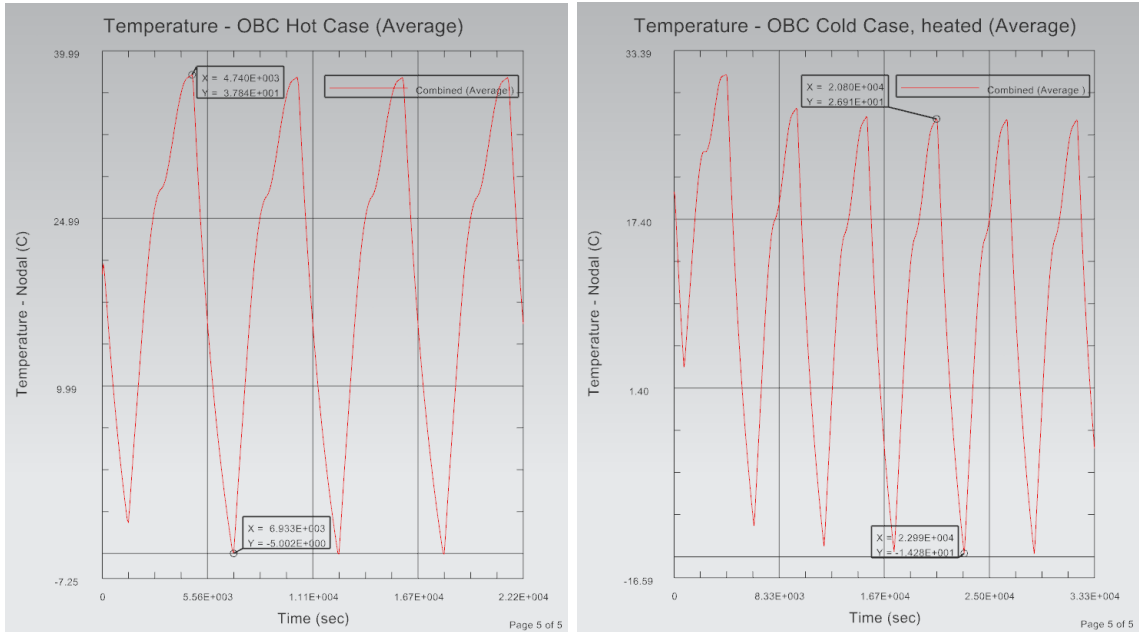 Temperature - OBC Hot Case (Average)
39.99
X = 4.740E+003
Y = 3.784E+001
Combined (Average )
24.99
Temperature - Nodal (C)
9.99
X = 6.933E+003
Y = -5.002E+000
-7.25
0
5.56E+003
1.11E+004
1.67E+004
2.22E+004
Time (sec)
Page 5 of 5
Temperature - OBC Cold Case, heated (Average)
33.39
X = 2.080E+004
Y = 2.691E+001
Combined (Average )
17.40
Temperature - Nodal (C)
1.40
X = 2.299E+004
Y = -1.428E+001
-16.59
0
8.33E+003
1.67E+004
2.50E+004
3.33E+004
Time (sec)
Page 5 of 5